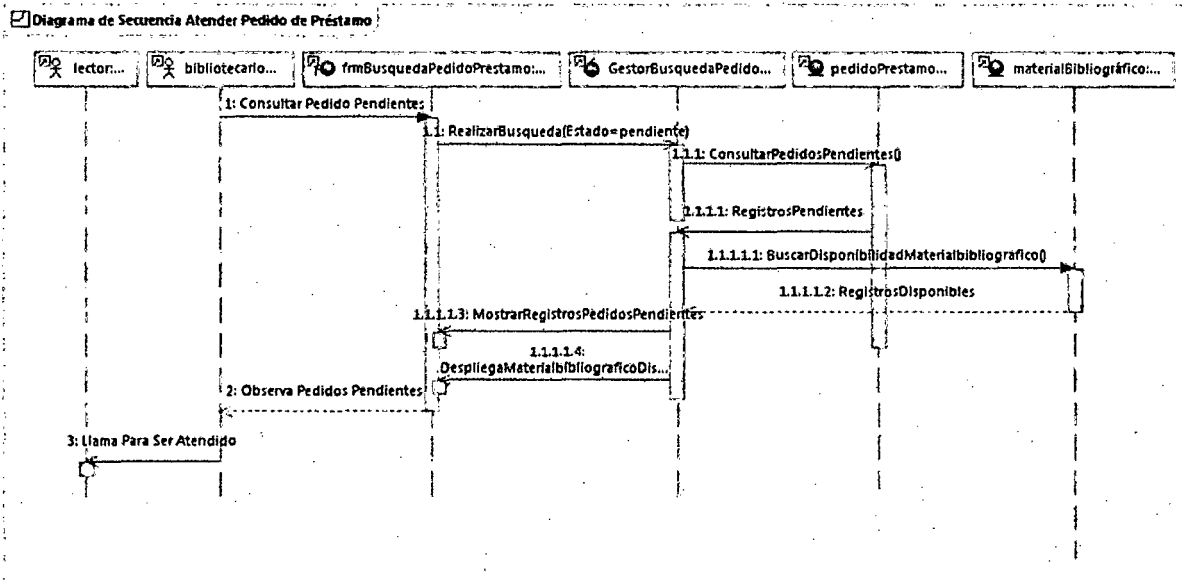 Diagrama de Secuencia Atender Pedido de Préstamo
lector:...
bibliotecario...
frmBusquedaPedidoPrestamo:...
GestorBusquedaPedido...
pedidoPrestamo...
materialBibliográfico:...
1: Consultar Pedido Pendientes
1.1: RealizarBusqueda(Estado=pendiente)
1.1.1: ConsultarPedidosPendientes()
1.1.1.1: RegistrosPendientes
1.1.1.1.1: BuscarDisponibilidadMaterialbibliográfico()
1.1.1.1.2: RegistrosDisponibles
1.1.1.1.3: MostrarRegistrosPedidosPendientes
1.1.1.1.4:
DespliegaMaterialbibliograficoDis...
2: Observa Pedidos Pendientes
3: Llama Para Ser Atendido